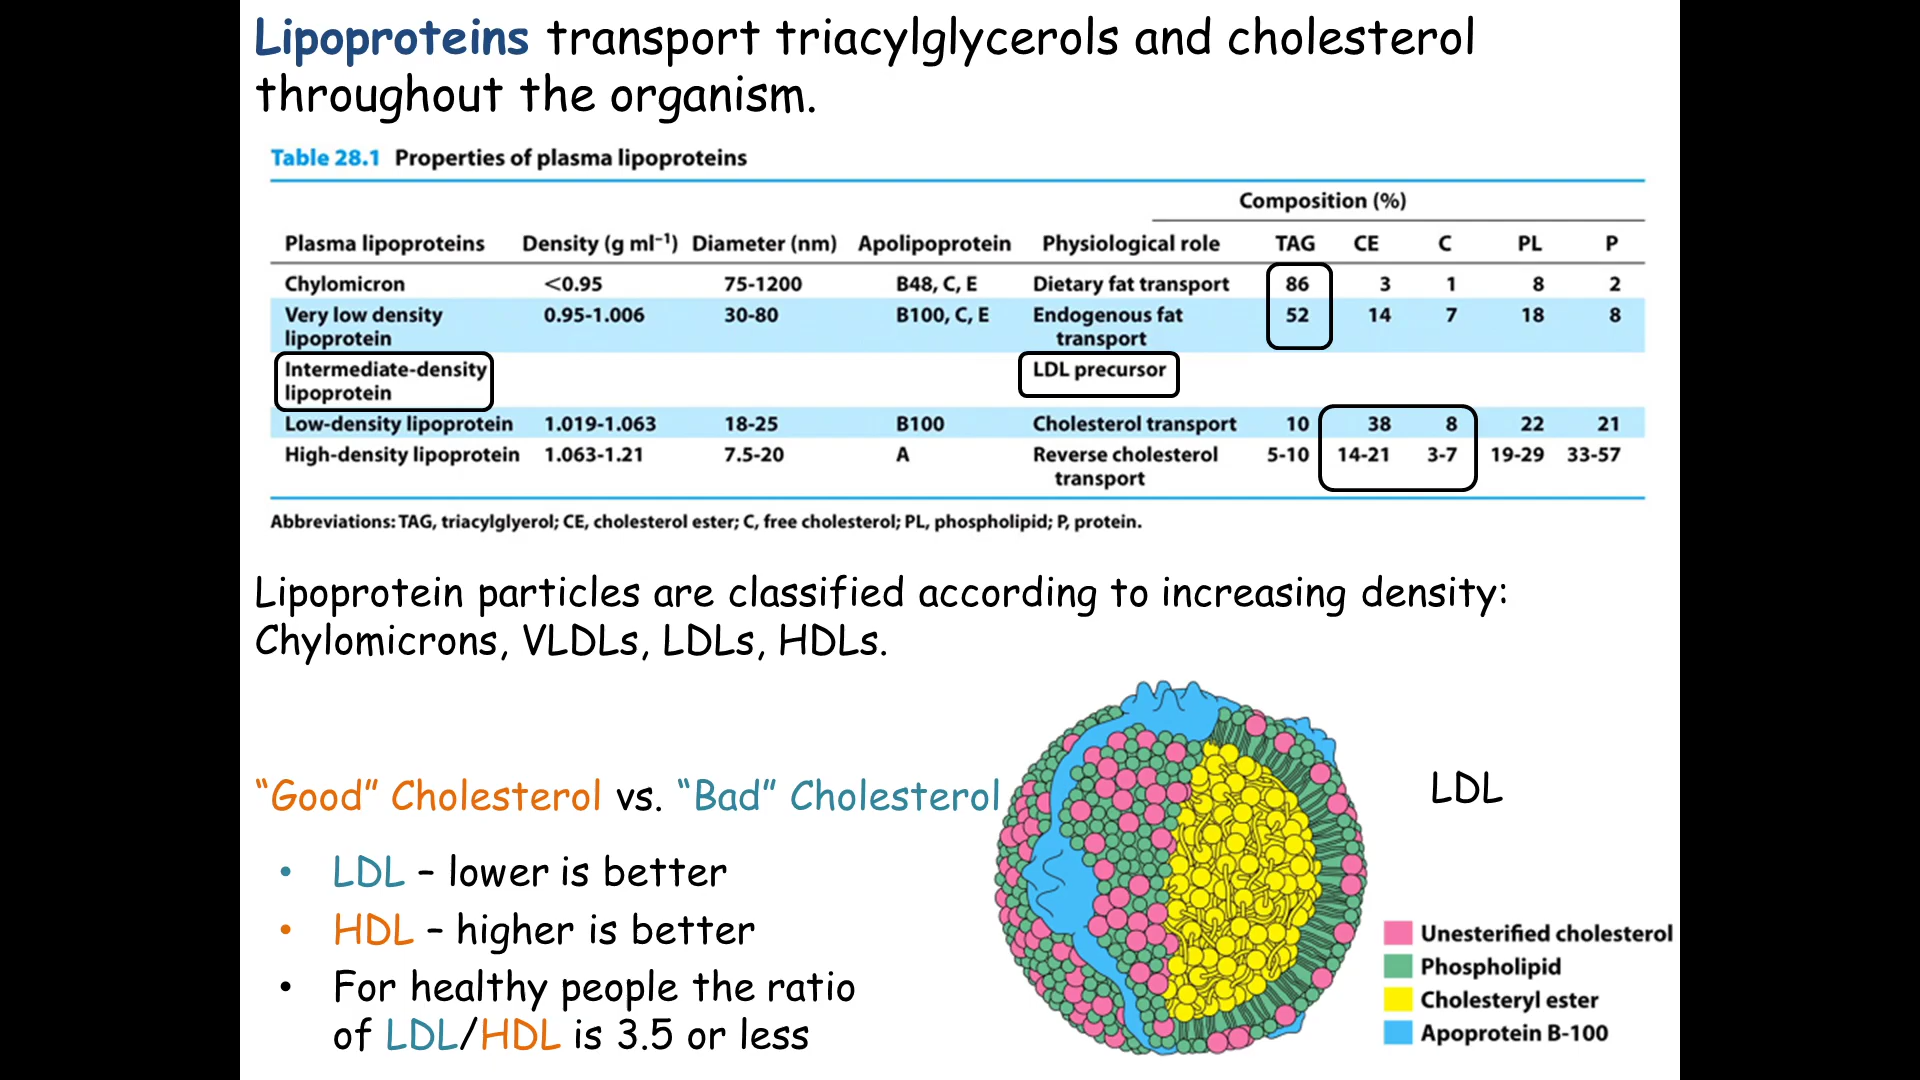 Lipoproteins transport triacylglycerols and cholesterol
throughout the organism.
Table 28.1 Properties of plasma lipoproteins
Composition (%)
Plasma lipoproteins Density (g ml⁻¹) Diameter (nm) Apolipoprotein Physiological role TAG CE C PL P
Chylomicron <0.95 75-1200 B48, C, E Dietary fat transport 86 3 1 8 2
Very low density 0.95-1.006 30-80 B100, C, E Endogenous fat 52 14 7 18 8
lipoprotein transport
Intermediate-density LDL precursor
lipoprotein
Low-density lipoprotein 1.019-1.063 18-25 B100 Cholesterol transport 10 38 8 22 21
High-density lipoprotein 1.063-1.21 7.5-20 A Reverse cholesterol 5-10 14-21 3-7 19-29 33-57
transport
Abbreviations: TAG, triacylglyerol; CE, cholesterol ester; C, free cholesterol; PL, phospholipid; P, protein.
Lipoprotein particles are classified according to increasing density:
Chylomicrons, VLDLs, LDLs, HDLs.
“Good” Cholesterol vs. “Bad” Cholesterol
LDL
• LDL – lower is better
• HDL – higher is better
• For healthy people the ratio
of LDL/HDL is 3.5 or less
Unesterified cholesterol
Phospholipid
Cholesteryl ester
Apoprotein B-100